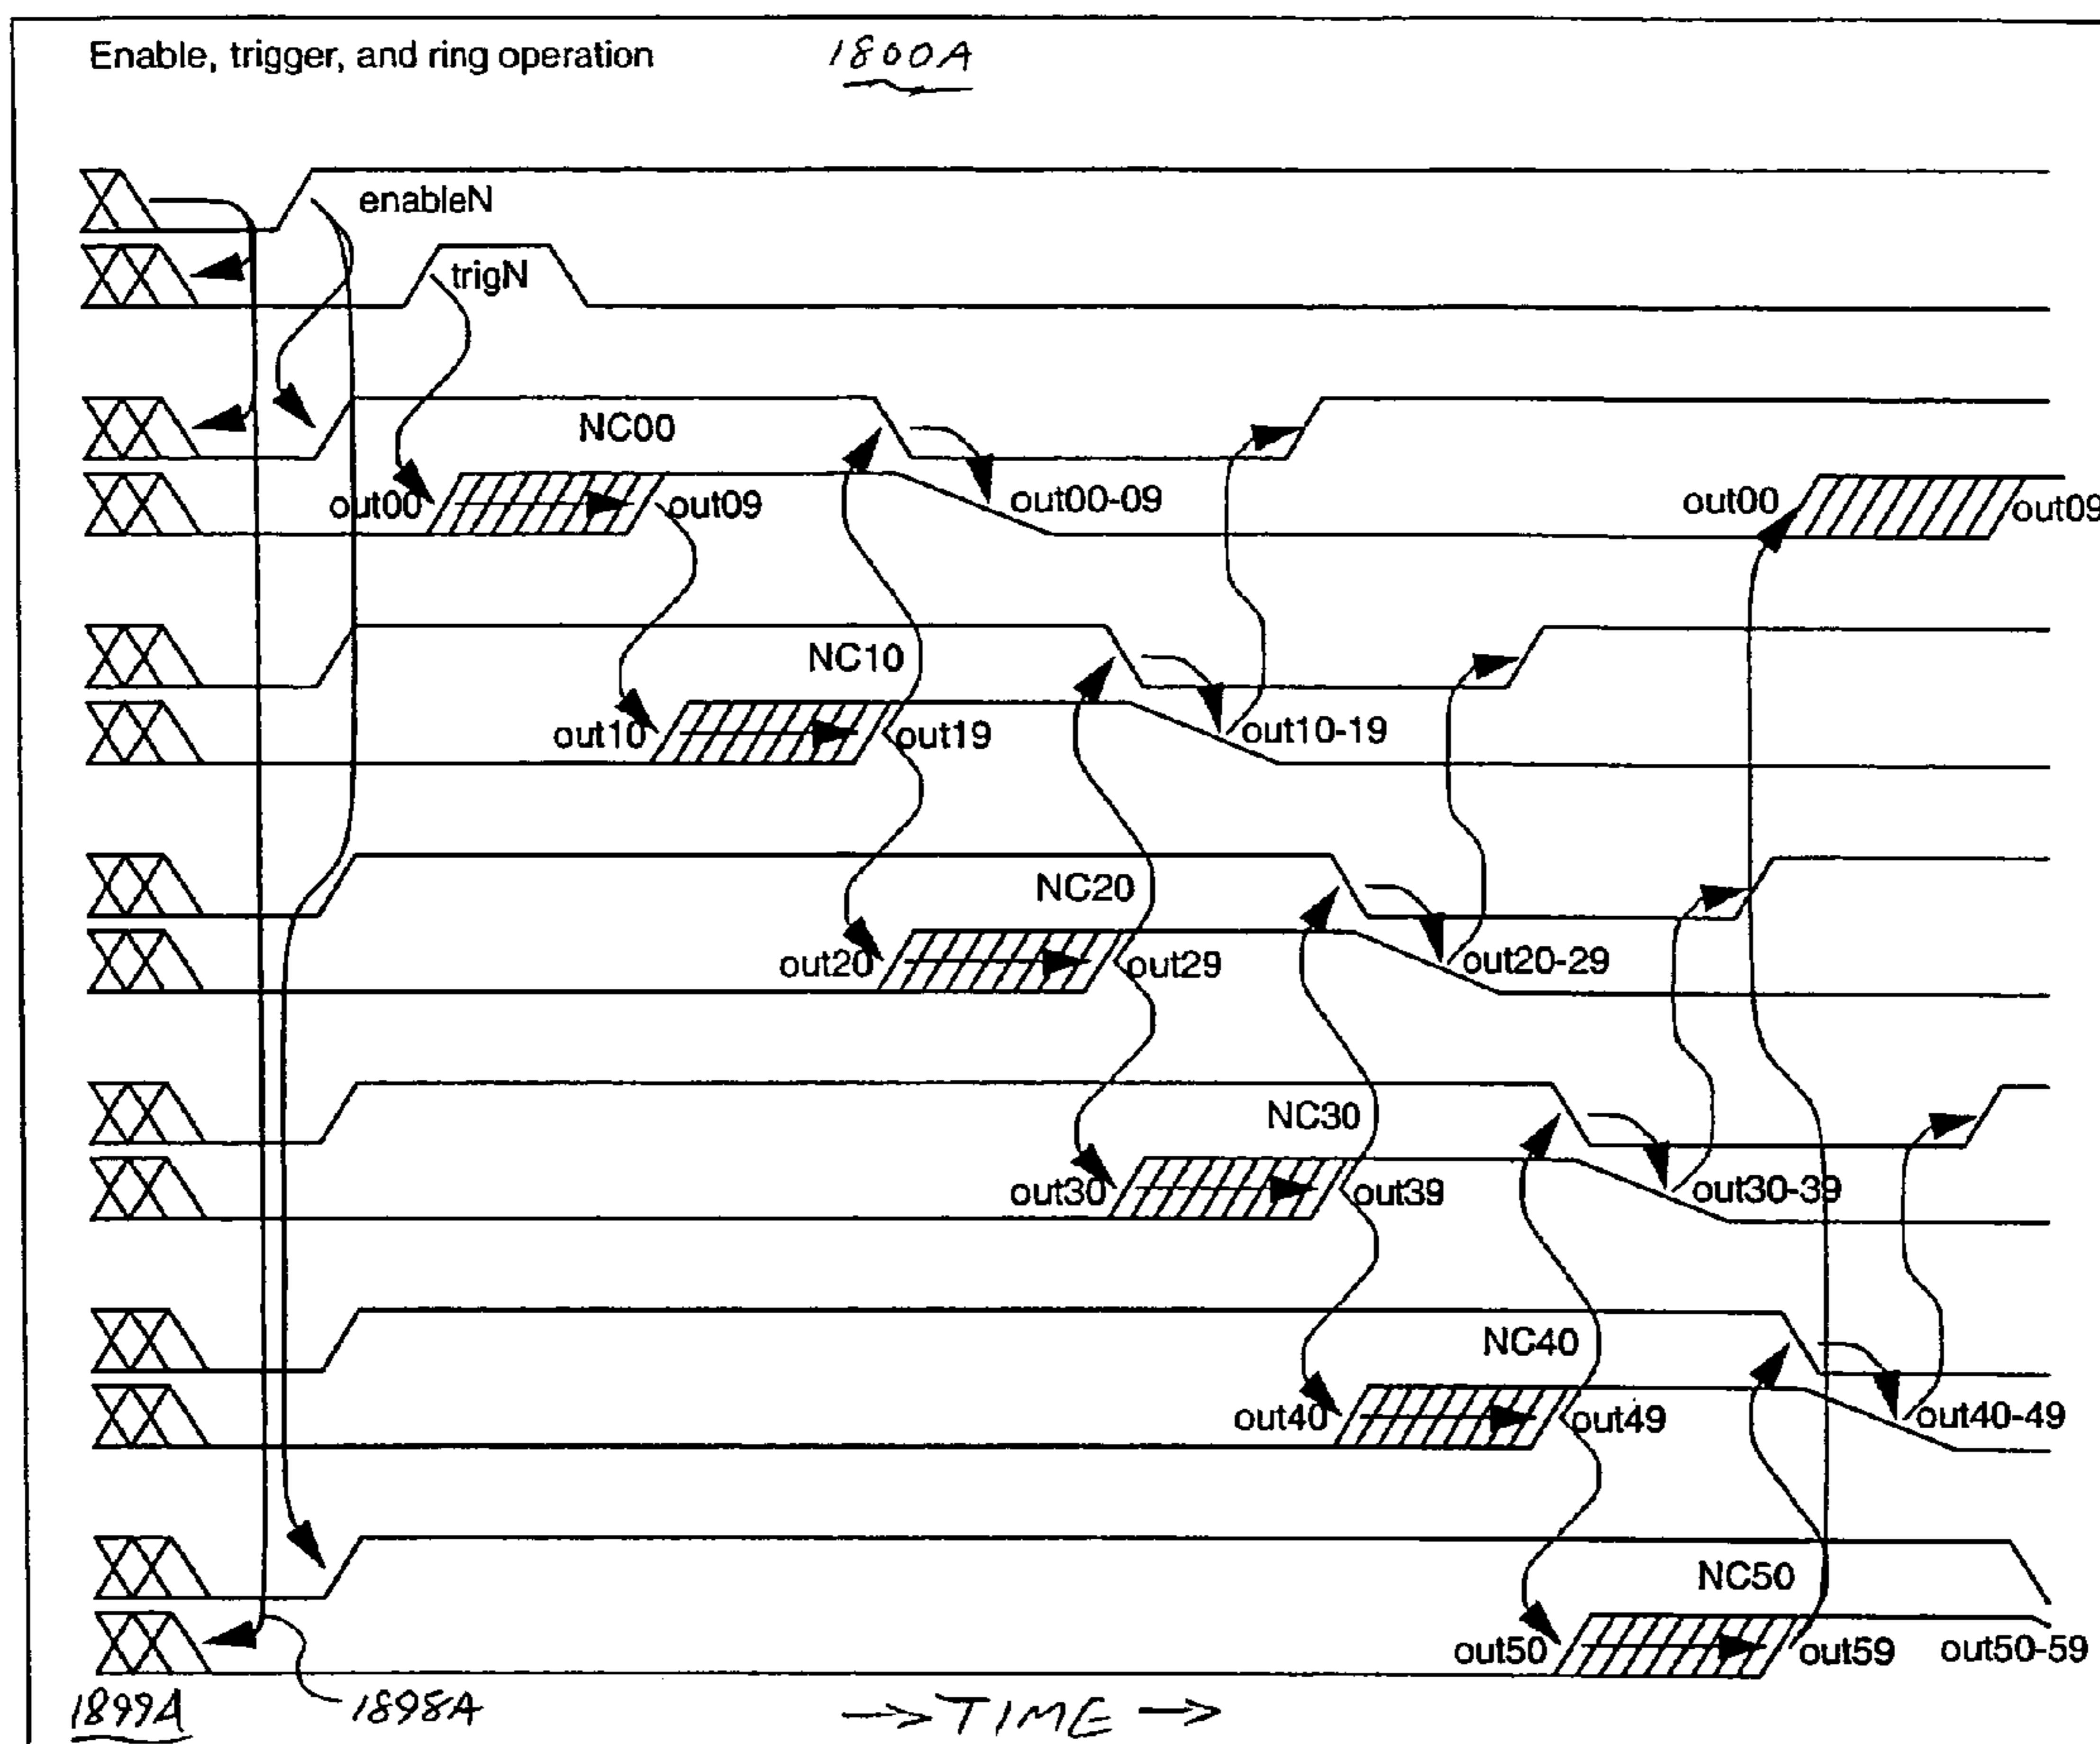 Enable, trigger, and ring operation 1800A
enableN
trigN
NC00
out00 out09 out00-09 out00 out09
NC10
out10 out19 out10-19
NC20
out20 out29 out20-29
NC30
out30 out39 out30-39
NC40
out40 out49 out40-49
NC50
out50 out59 out50-59
1899A 1898A → TIME →